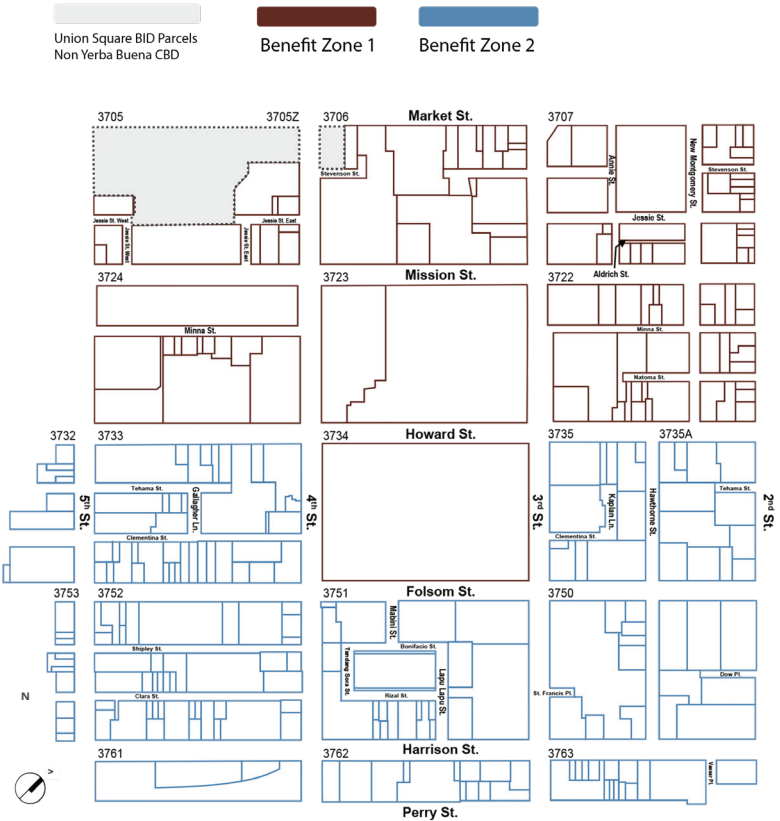 Union Square BID Parcels
Non Yerba Buena CBD
Benefit Zone 1
Benefit Zone 2
3705
3705Z
3706
Market St.
3707
Annie St.
New Montgomery St.
Stevenson St.
Stevenson St.
Jessie St. West
Jessie St. East
Jessie St.
Jessie St. West
Jessie St. East
Aldrich St.
3724
3723
Mission St.
3722
Minna St.
Minna St.
Natoma St.
3732
3733
3734
Howard St.
3735
3735A
Tehama St.
Tehama St.
5th St.
Gallagher Ln.
4th St.
3rd St.
Kaplan Ln.
Hawthorne St.
2nd St.
Clementina St.
Clementina St.
3753
3752
3751
Folsom St.
3750
Mabini St.
Shipley St.
Bonifacio St.
Tandang Sora St.
Lapu Lapu St.
Dow Pl.
N
Clara St.
Rizal St.
St. Francis Pl.
Harrison St.
3761
3762
3763
>
Vassar Pl.
Perry St.